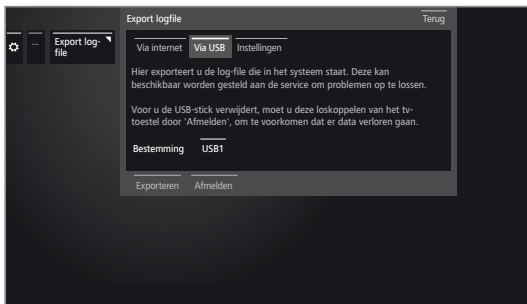 Export logfile
Terug
...
Export log-
file
Via internet
Via USB
Instellingen
Hier exporteert u de log-file die in het systeem staat. Deze kan
beschikbaar worden gesteld aan de service om problemen op te lossen.
Voor u de USB-stick verwijdert, moet u deze loskoppelen van het tv-
toestel door 'Afmelden', om te voorkomen dat er data verloren gaan.
Bestemming
USB1
Exporteren
Afmelden